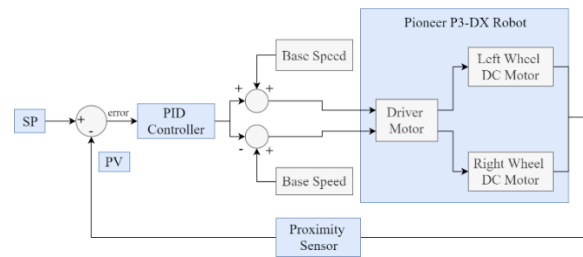 Pioneer P3-DX Robot
Base Speed
Left Wheel
DC Motor
+
+
SP
+
error
PID
Controller
Driver
Motor
-
-
+
PV
Base Speed
Right Wheel
DC Motor
Proximity
Sensor